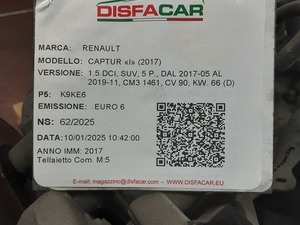 DISFACAR
MARCA: RENAULT
MODELLO: CAPTUR «I» (2017)
VERSIONE: 1.5 DCI, SUV, 5 P., DAL 2017-05 AL
2019-11, CM3 1461, CV 90, KW. 66 (D)
P5: K9KE6
EMISSIONE: EURO 6
NS: 62/2025
DATA: 10/01/2025 10:42:00
ANNO IMM: 2017
Tellaietto Com. M:5
E-mail: magazzino@disfacar.eu - WWW.DISFACAR.EU